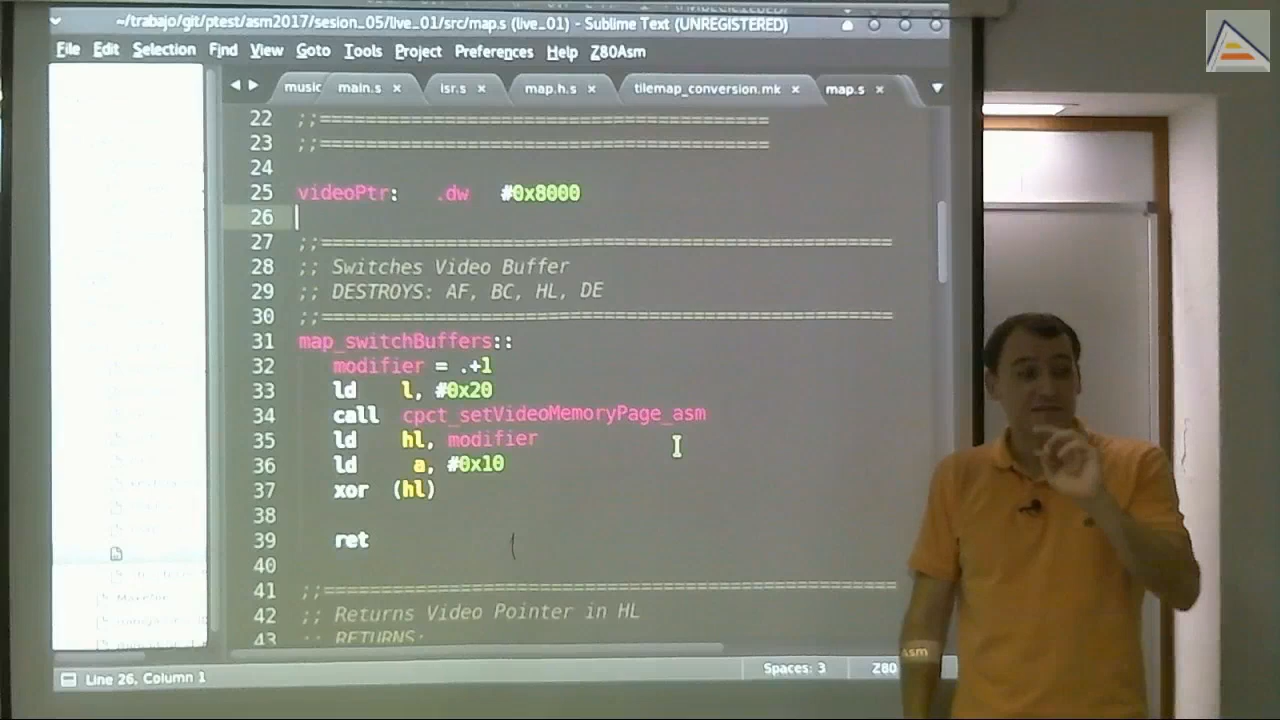 ~/trabajo/git/ptest/asm2017/sesion_05/live_01/src/map.s (live_01) - Sublime Text (UNREGISTERED)
File Edit Selection Find View Goto Tools Project Preferences Help Z80Asm
music main.s × isr.s × map.h.s × tilemap_conversion.mk × map.s ×
22 ;;========================================
23 ;;========================================
24
25 videoPtr: .dw #0x8000
26
27 ;;===================================================
28 ;; Switches Video Buffer
29 ;; DESTROYS: AF, BC, HL, DE
30 ;;===================================================
31 map_switchBuffers::
32 modifier = .+1
33 ld l, #0x20
34 call cpct_setVideoMemoryPage_asm
35 ld hl, modifier
36 ld a, #0x10
37 xor (hl)
38
39 ret
40
41 ;;===================================================
42 ;; Returns Video Pointer in HL
43 ;; RETURNS:
Line 26, Column 1 Spaces: 3 Z80
Asm